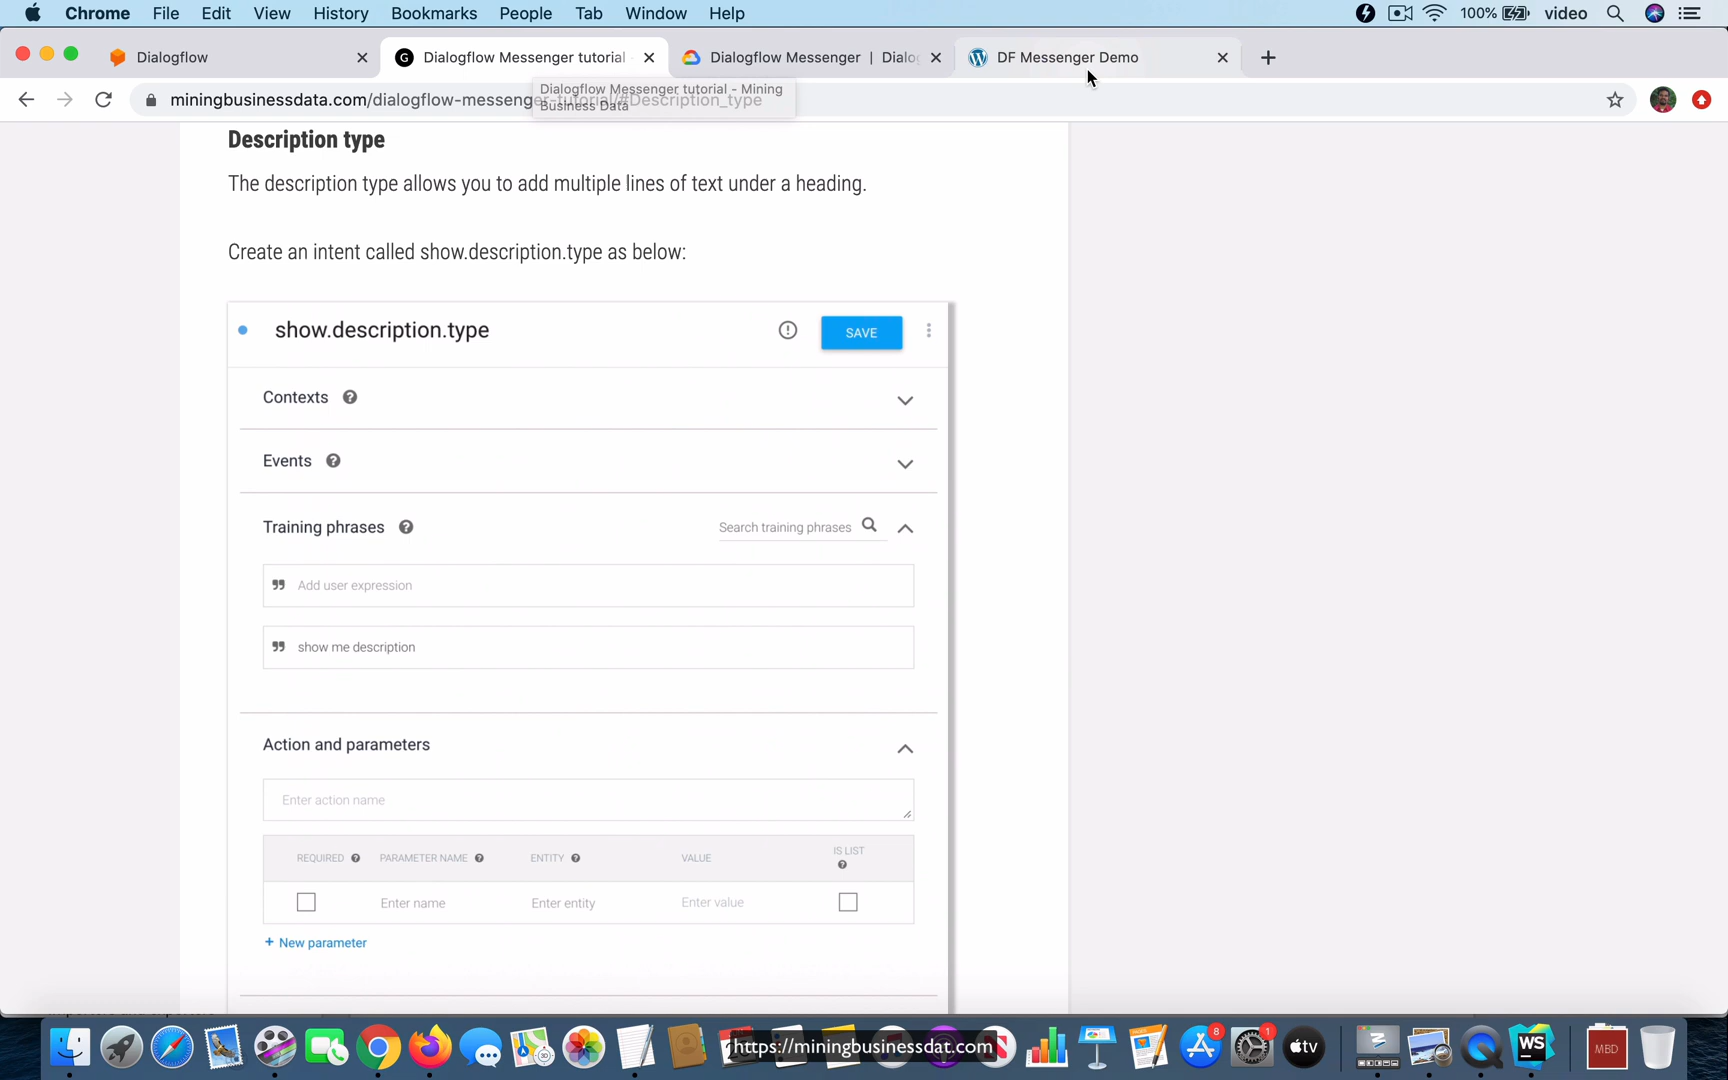 Chrome File Edit View History Bookmarks People Tab Window Help 100% video
Dialogflow Dialogflow Messenger tutorial Dialogflow Messenger | Dialog DF Messenger Demo
miningbusinessdata.com/dialogflow-messenger-tutorial/#Description_type
Dialogflow Messenger tutorial - Mining
Business Data
Description type
The description type allows you to add multiple lines of text under a heading.
Create an intent called show.description.type as below:
show.description.type SAVE
Contexts
Events
Training phrases Search training phrases
Add user expression
show me description
Action and parameters
Enter action name
REQUIRED PARAMETER NAME ENTITY VALUE IS LIST
Enter name Enter entity Enter value
+ New parameter
https://miningbusinessdat.com
8
1
tv
WS
MBD